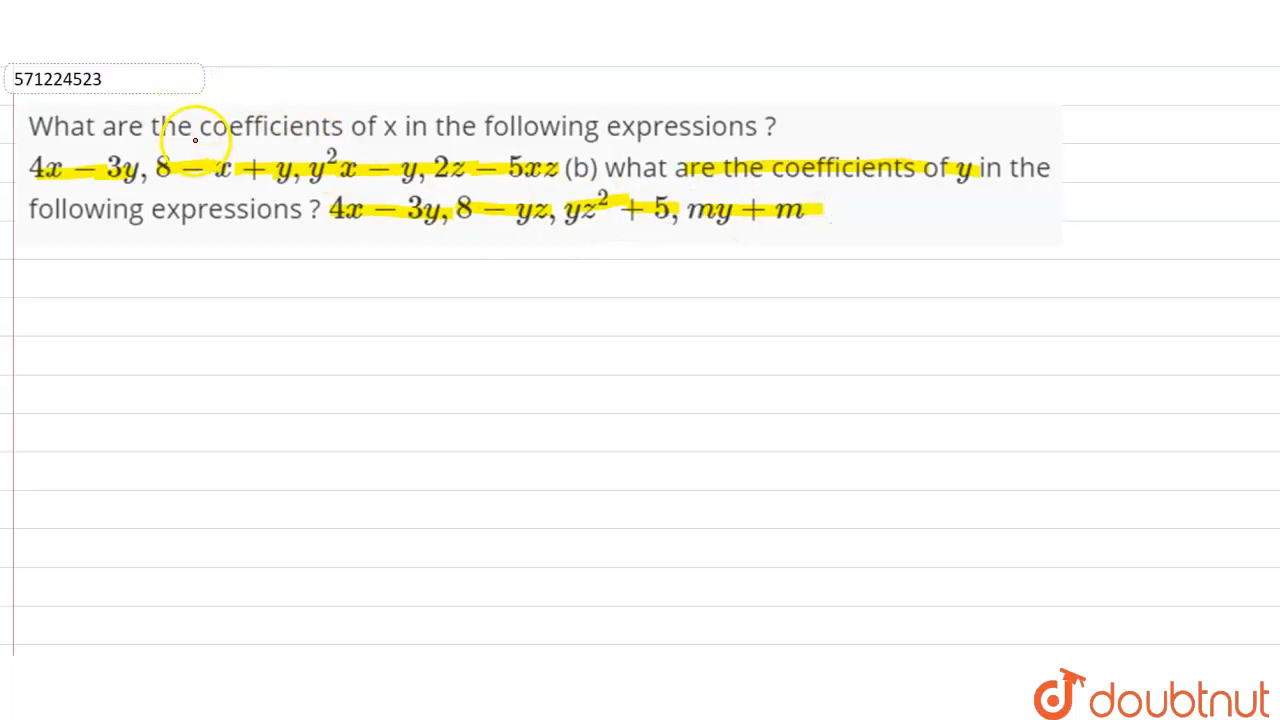 571224523
What are the coefficients of x in the following expressions ?
4x − 3y, 8 − x + y, y²x − y, 2z − 5xz (b) what are the coefficients of y in the
following expressions ? 4x − 3y, 8 − yz, yz² + 5, my + m
doubtnut